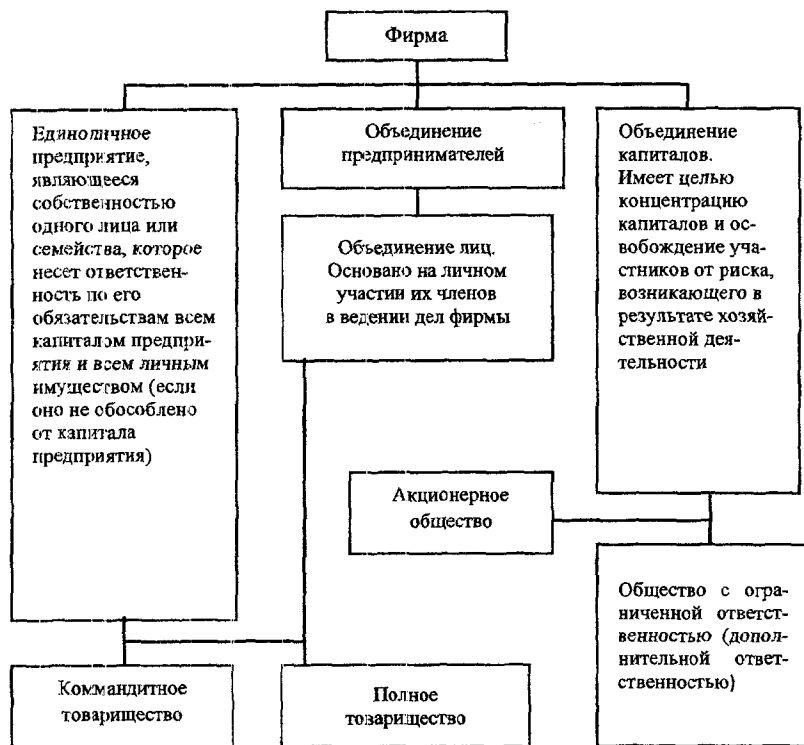 Фирма
Единоличное
предприятие,
являющееся
собственностью
одного лица или
семейства, которое
несет ответствен-
ность по его
обязательствам всем
капиталом предпри-
ятия и всем личным
имуществом (если
оно не обособлено
от капитала
предприятия)
Объединение
предпринимателей
Объединение лиц.
Основано на личном
участии их членов
в ведении дел фирмы
Объединение
капиталов.
Имеет целью
концентрацию
капиталов и ос-
вобождение уча-
стников от риска,
возникающего в
результате хозяй-
ственной дея-
тельности
Акционерное
общество
Общество с огра-
ниченной ответст-
венностью (допол-
нительной ответ-
ственностью)
Коммандитное
товарищество
Полное
товарищество